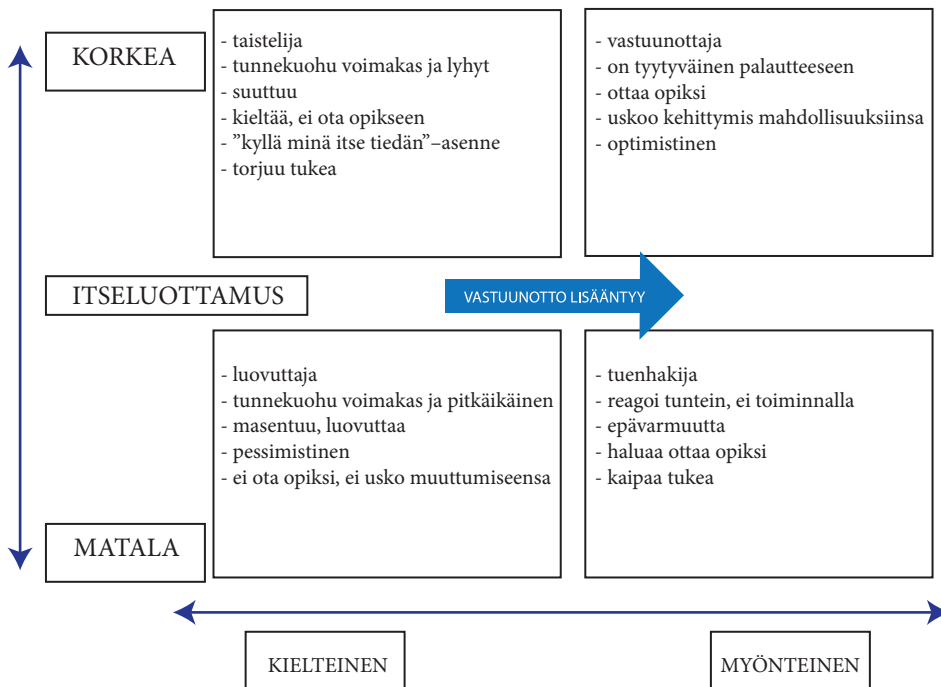 KORKEA
- taistelija
- tunnekuohu voimakas ja lyhyt
- suuttuu
- kieltää, ei ota opikseen
- ”kyllä minä itse tiedän”–asenne
- torjuu tukea
- vastuunottaja
- on tyytyväinen palautteeseen
- ottaa opiksi
- uskoo kehittymis mahdollisuuksiinsa
- optimistinen
ITSELUOTTAMUS
VASTUUNOTTO LISÄÄNTYY
- luovuttaja
- tunnekuohu voimakas ja pitkäikäinen
- masentuu, luovuttaa
- pessimistinen
- ei ota opiksi, ei usko muuttumiseensa
- tuenhakija
- reagoi tuntein, ei toiminnalla
- epävarmuutta
- haluaa ottaa opiksi
- kaipaa tukea
MATALA
KIELTEINEN
MYÖNTEINEN